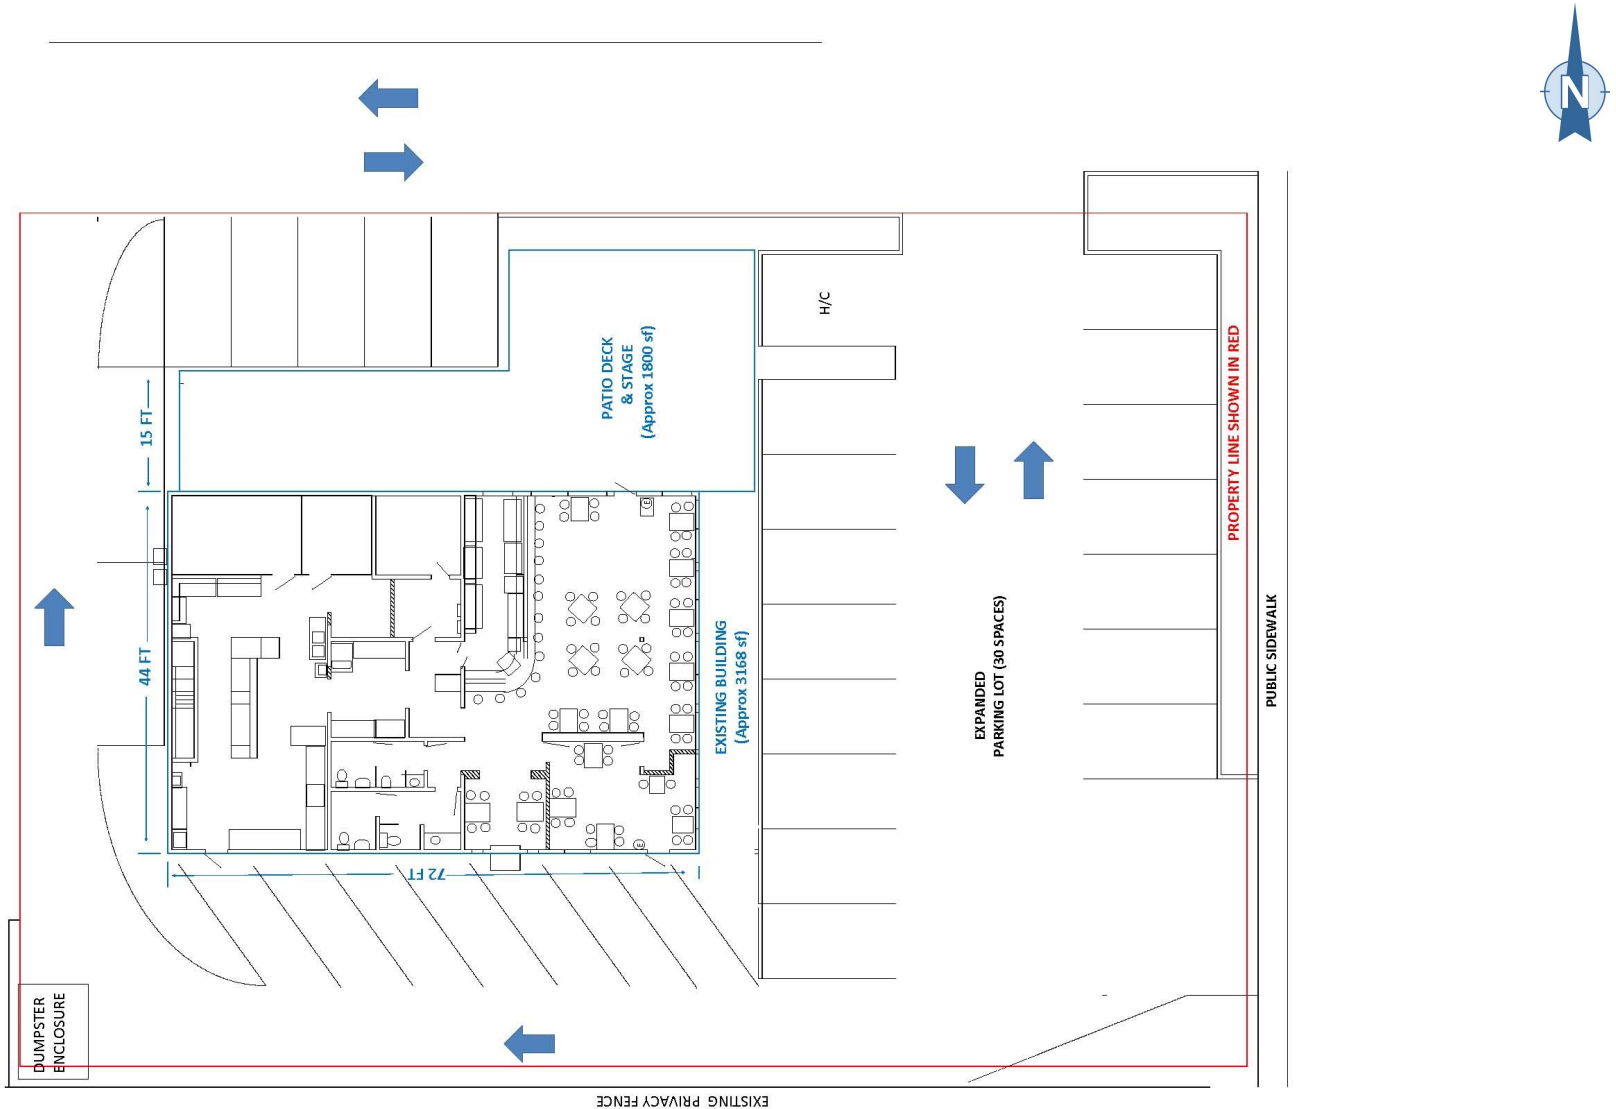 N
H/C
PATIO DECK
& STAGE
(Approx 1800 sf)
15 FT
44 FT
EXISTING BUILDING
(Approx 3168 sf)
72 FT
EXPANDED
PARKING LOT (30 SPACES)
PROPERTY LINE SHOWN IN RED
PUBLIC SIDEWALK
DUMPSTER
ENCLOSURE
EXISTING PRIVACY FENCE